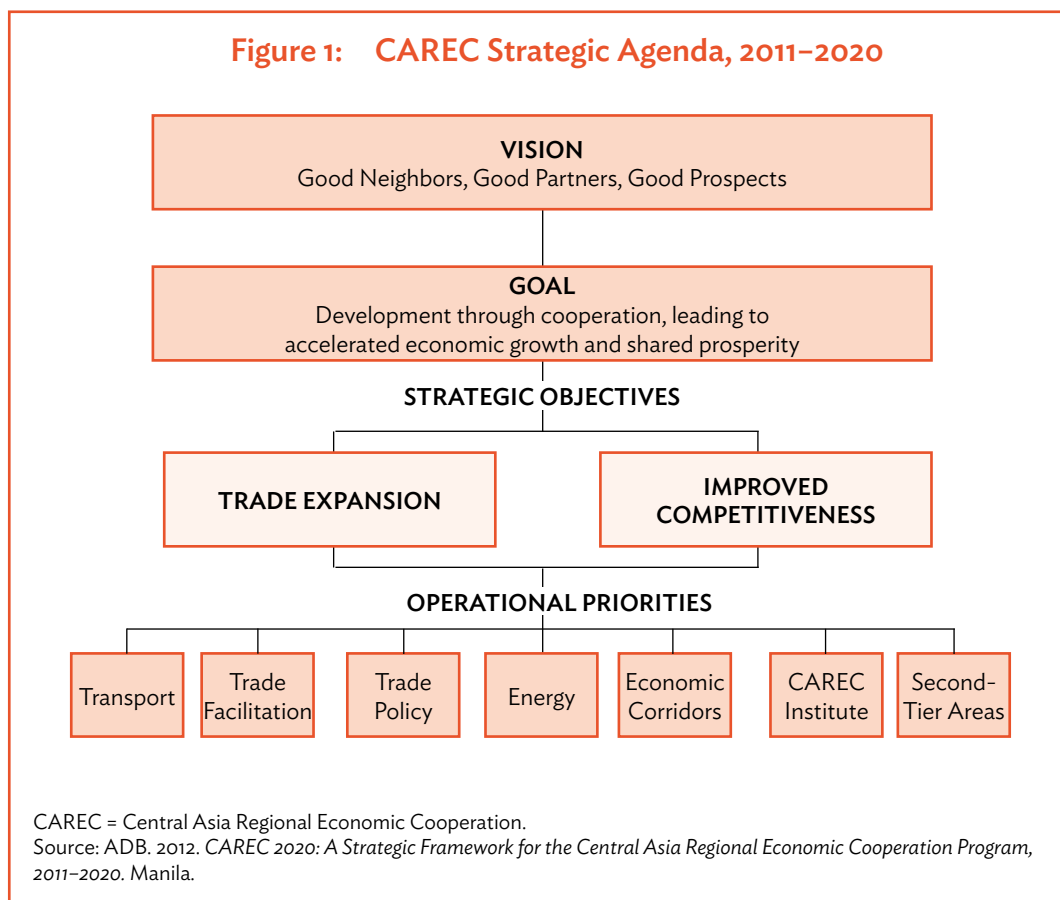 Figure 1: CAREC Strategic Agenda, 2011–2020
VISION
Good Neighbors, Good Partners, Good Prospects
GOAL
Development through cooperation, leading to
accelerated economic growth and shared prosperity
STRATEGIC OBJECTIVES
TRADE EXPANSION
IMPROVED
COMPETITIVENESS
OPERATIONAL PRIORITIES
Transport
Trade
Facilitation
Trade
Policy
Energy
Economic
Corridors
CAREC
Institute
Second-
Tier Areas
CAREC = Central Asia Regional Economic Cooperation.
Source: ADB. 2012. CAREC 2020: A Strategic Framework for the Central Asia Regional Economic Cooperation Program,
2011–2020. Manila.